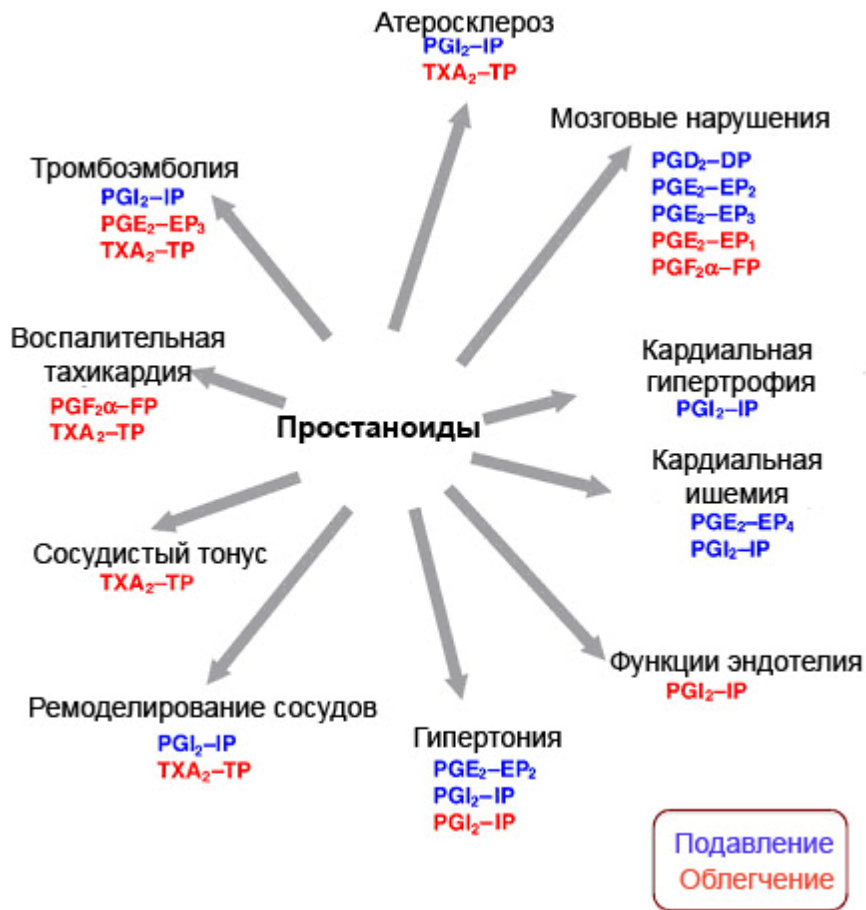 Атеросклероз
PGI₂–IP
TXA₂–TP
Мозговые нарушения
PGD₂–DP
PGE₂–EP₂
PGE₂–EP₃
PGE₂–EP₁
PGF₂α–FP
Тромбоэмболия
PGI₂–IP
PGE₂–EP₃
TXA₂–TP
Воспалительная
тахикардия
PGF₂α–FP
TXA₂–TP
Кардиальная
гипертрофия
PGI₂–IP
Простаноиды
Кардиальная
ишемия
PGE₂–EP₄
PGI₂–IP
Сосудистый тонус
TXA₂–TP
Функции эндотелия
PGI₂–IP
Ремоделирование сосудов
PGI₂–IP
TXA₂–TP
Гипертония
PGE₂–EP₂
PGI₂–IP
PGI₂–IP
Подавление
Облегчение